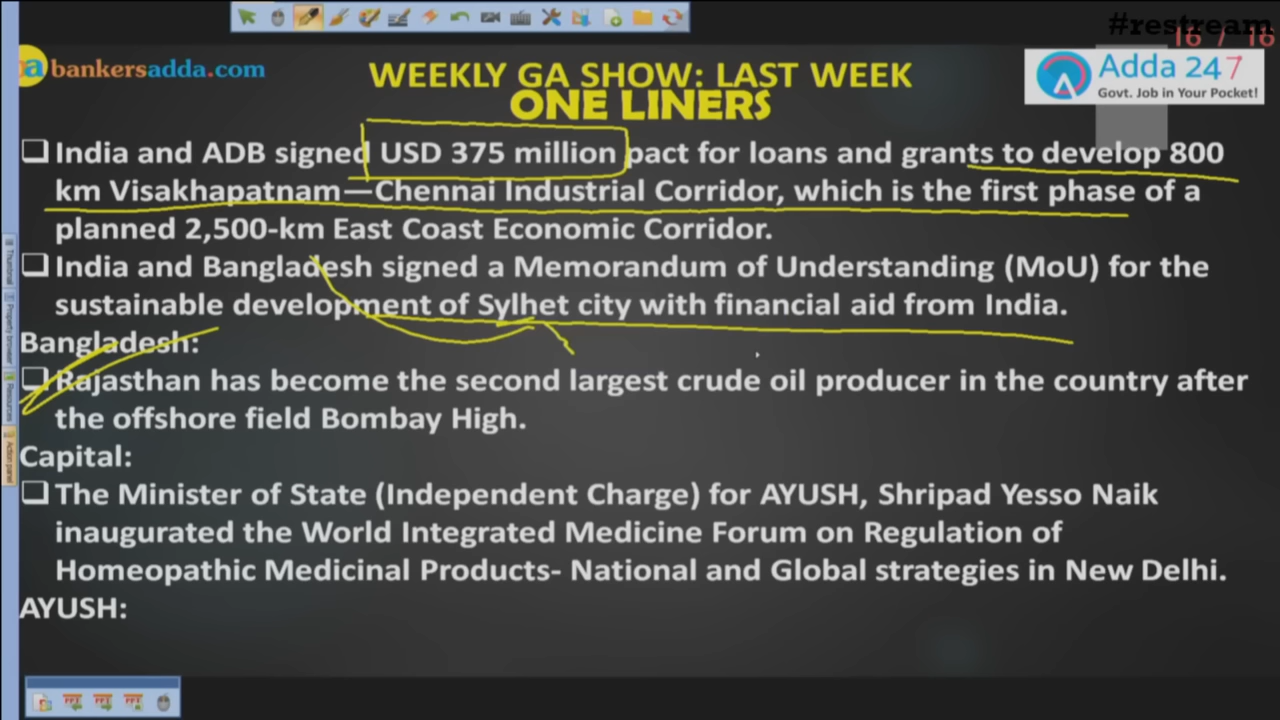 #restream
16 / 16
bankersadda.com
Adda 247
Govt. Job in Your Pocket!
WEEKLY GA SHOW: LAST WEEK
ONE LINERS
❑ India and ADB signed USD 375 million pact for loans and grants to develop 800
km Visakhapatnam—Chennai Industrial Corridor, which is the first phase of a
planned 2,500-km East Coast Economic Corridor.
❑ India and Bangladesh signed a Memorandum of Understanding (MoU) for the
sustainable development of Sylhet city with financial aid from India.
Bangladesh:
❑ Rajasthan has become the second largest crude oil producer in the country after
the offshore field Bombay High.
Capital:
❑ The Minister of State (Independent Charge) for AYUSH, Shripad Yesso Naik
inaugurated the World Integrated Medicine Forum on Regulation of
Homeopathic Medicinal Products- National and Global strategies in New Delhi.
AYUSH:
Thumbnail
Property browser
Resources
Action panel